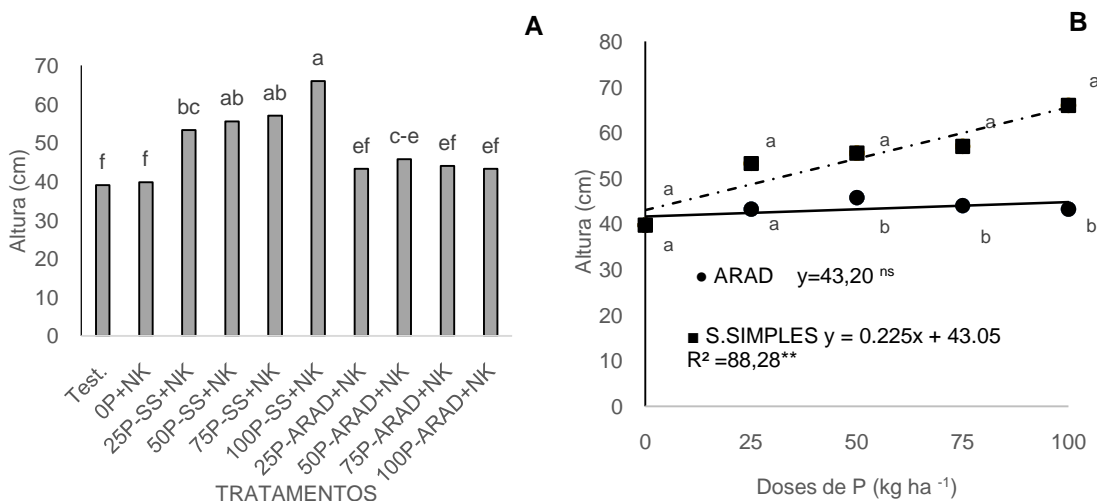 A
Altura (cm)
70
60
50
40
30
20
10
0
f
f
bc
ab
ab
a
ef
c-e
ef
ef
Test.
0P+NK
25P-SS+NK
50P-SS+NK
75P-SS+NK
100P-SS+NK
25P-ARAD+NK
50P-ARAD+NK
75P-ARAD+NK
100P-ARAD+NK
TRATAMENTOS
B
Altura (cm)
80
70
60
50
40
30
20
10
0
a
a
a
a
a
a
a
b
b
b
ARAD y=43,20 ns
S.SIMPLES y = 0.225x + 43.05
R² =88,28**
0
25
50
75
100
Doses de P (kg ha -1)